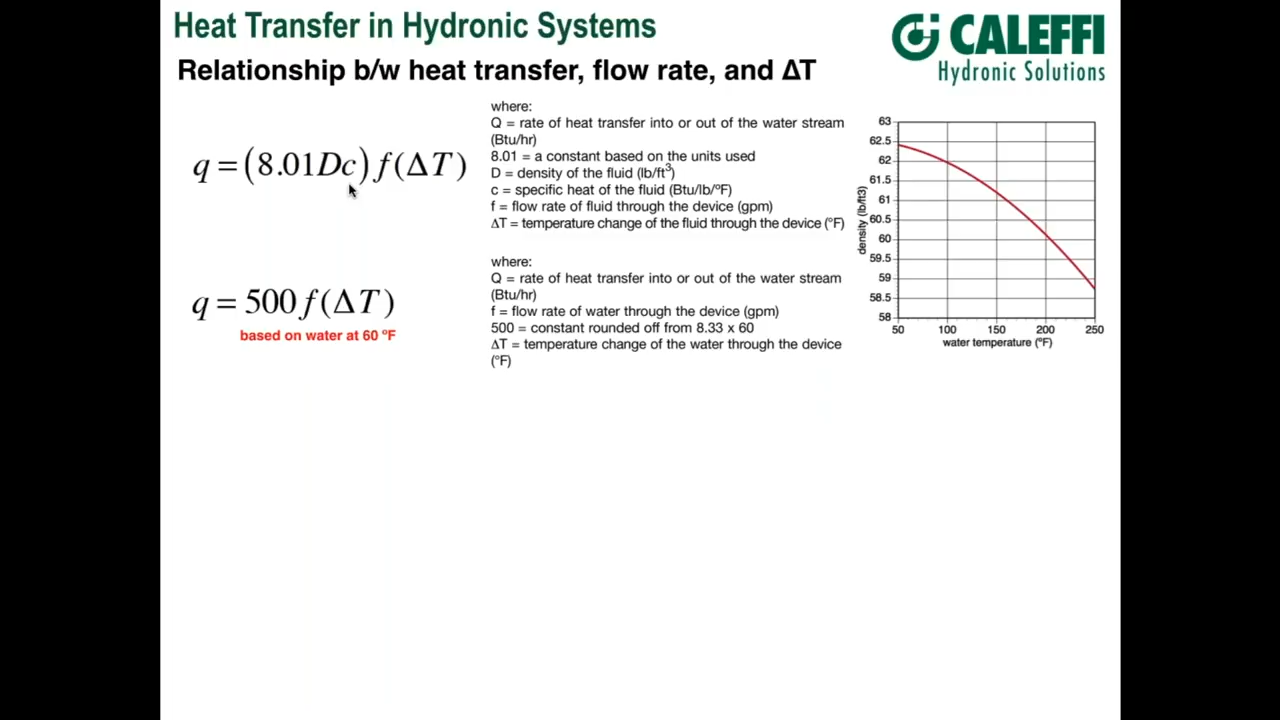 Heat Transfer in Hydronic Systems
CALEFFI
Hydronic Solutions
Relationship b/w heat transfer, flow rate, and ΔT
q = (8.01Dc) f(ΔT)
where:
Q = rate of heat transfer into or out of the water stream
(Btu/hr)
8.01 = a constant based on the units used
D = density of the fluid (lb/ft³)
c = specific heat of the fluid (Btu/lb/ºF)
f = flow rate of fluid through the device (gpm)
ΔT = temperature change of the fluid through the device (ºF)
q = 500 f(ΔT)
based on water at 60 ºF
where:
Q = rate of heat transfer into or out of the water stream
(Btu/hr)
f = flow rate of water through the device (gpm)
500 = constant rounded off from 8.33 x 60
ΔT = temperature change of the water through the device
(ºF)
density (lb/ft3)
63
62.5
62
61.5
61
60.5
60
59.5
59
58.5
58
50 100 150 200 250
water temperature (ºF)